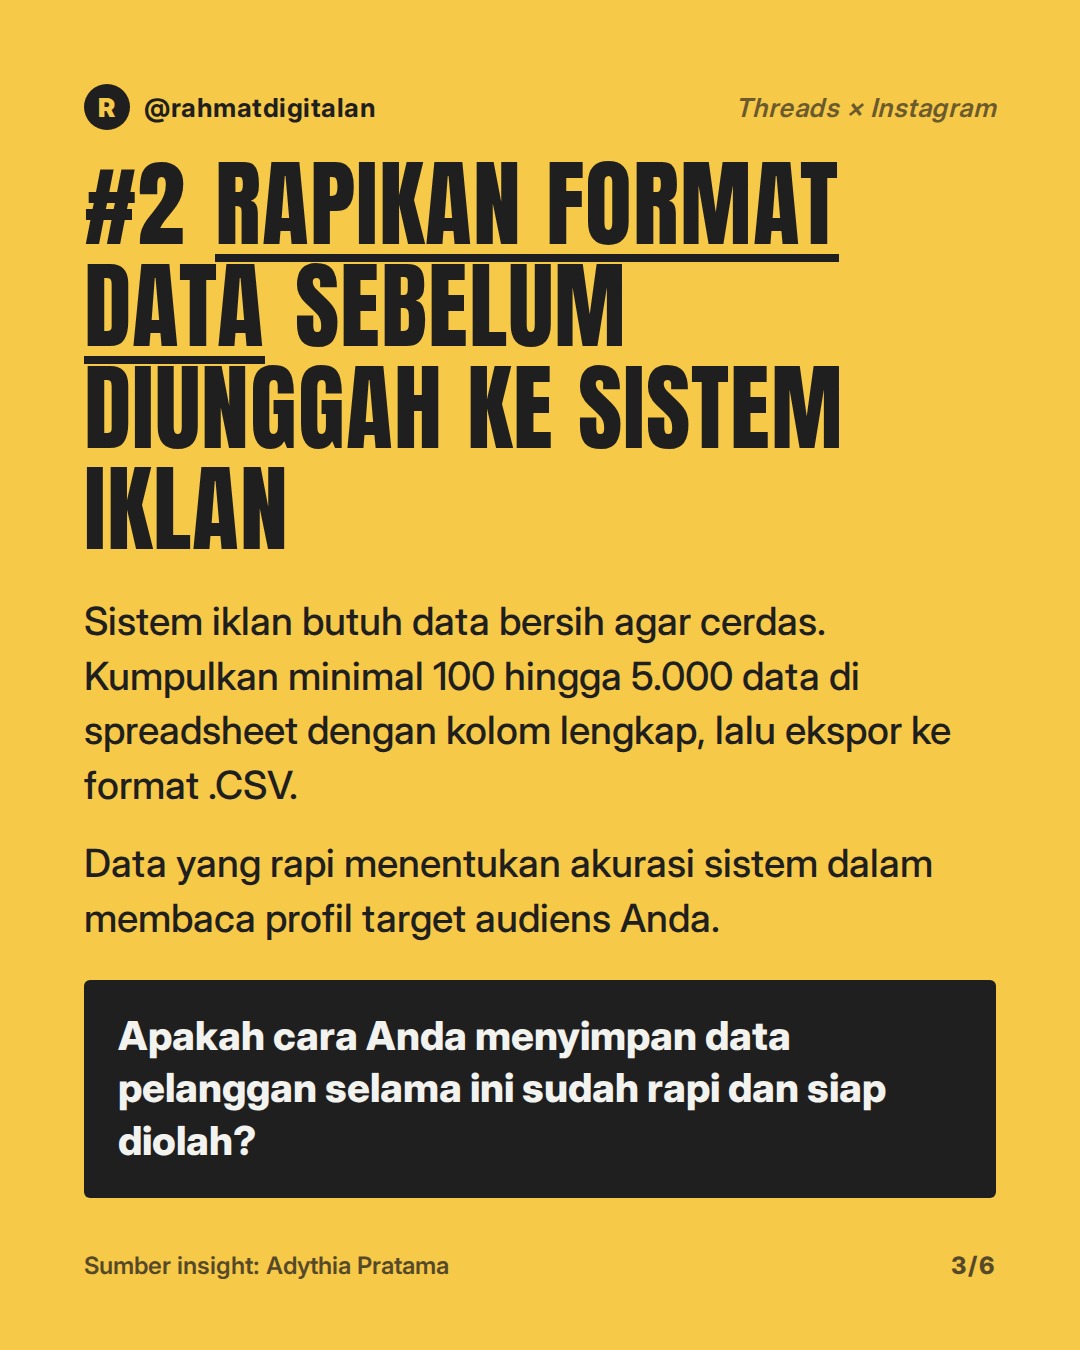 R @rahmatdigitalan
Threads × Instagram
#2 RAPIKAN FORMAT
DATA SEBELUM
DIUNGGAH KE SISTEM
IKLAN
Sistem iklan butuh data bersih agar cerdas.
Kumpulkan minimal 100 hingga 5.000 data di
spreadsheet dengan kolom lengkap, lalu ekspor ke
format .CSV.
Data yang rapi menentukan akurasi sistem dalam
membaca profil target audiens Anda.
Apakah cara Anda menyimpan data
pelanggan selama ini sudah rapi dan siap
diolah?
Sumber insight: Adythia Pratama
3/6